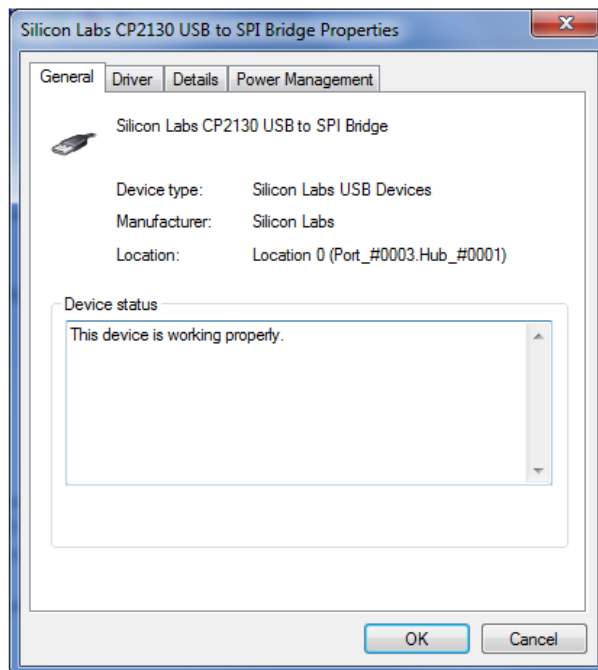 Silicon Labs CP2130 USB to SPI Bridge Properties
General Driver Details Power Management
Silicon Labs CP2130 USB to SPI Bridge
Device type: Silicon Labs USB Devices
Manufacturer: Silicon Labs
Location: Location 0 (Port_#0003.Hub_#0001)
Device status
This device is working properly.
OK Cancel